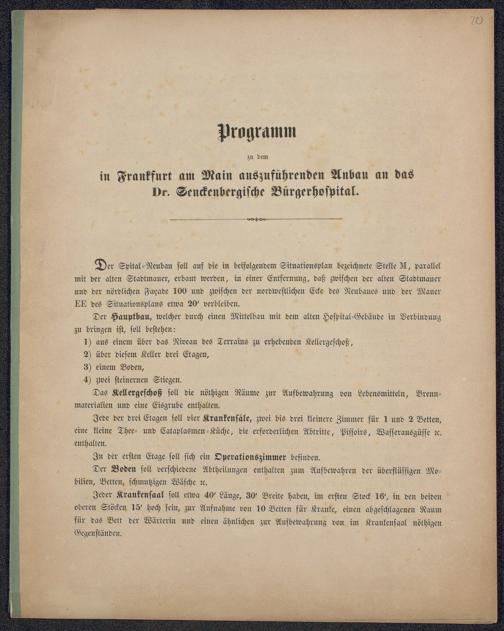 70
Programm
zu dem
in Frankfurt am Main auszuführenden Anbau an das
Dr. Senckenbergische Bürgerhospital.
Der Spital-Neubau soll auf die in beifolgendem Situationsplan bezeichnete Stelle M, parallel
mit der alten Stadtmauer, erbaut werden, in einer Entfernung, daß zwischen der alten Stadtmauer
und der nördlichen Façade 100 und zwischen der nordwestlichen Ecke des Neubaues und der Mauer
EE des Situationsplans etwa 20′ verbleiben.
Der Hauptbau, welcher durch einen Mittelbau mit dem alten Hospital-Gebäude in Verbindung
zu bringen ist, soll bestehen:
1) aus einem über das Niveau des Terrains zu erhebenden Kellergeschoß,
2) über diesem Keller drei Etagen,
3) einem Boden,
4) zwei steinernen Stiegen.
Das Kellergeschoß soll die nöthigen Räume zur Aufbewahrung von Lebensmitteln, Brenn-
materialien und eine Eisgrube enthalten.
Jede der drei Etagen soll vier Krankensäle, zwei bis drei kleinere Zimmer für 1 und 2 Betten,
eine kleine Thee- und Cataplasmen-Küche, die erforderlichen Abtritte, Pissoirs, Wasserausgüsse ꝛc.
enthalten.
In der ersten Etage soll sich ein Operationszimmer befinden.
Der Boden soll verschiedene Abtheilungen enthalten zum Aufbewahren der überflüssigen Mo-
bilien, Betten, schmutzigen Wäsche ꝛc.
Jeder Krankensaal soll etwa 40′ Länge, 30′ Breite haben, im ersten Stock 16′, in den beiden
oberen Stöcken 15′ hoch sein, zur Aufnahme von 10 Betten für Kranke, einen abgeschlagenen Raum
für das Bett der Wärterin und einen ähnlichen zur Aufbewahrung von im Krankensaal nöthigen
Gegenständen.